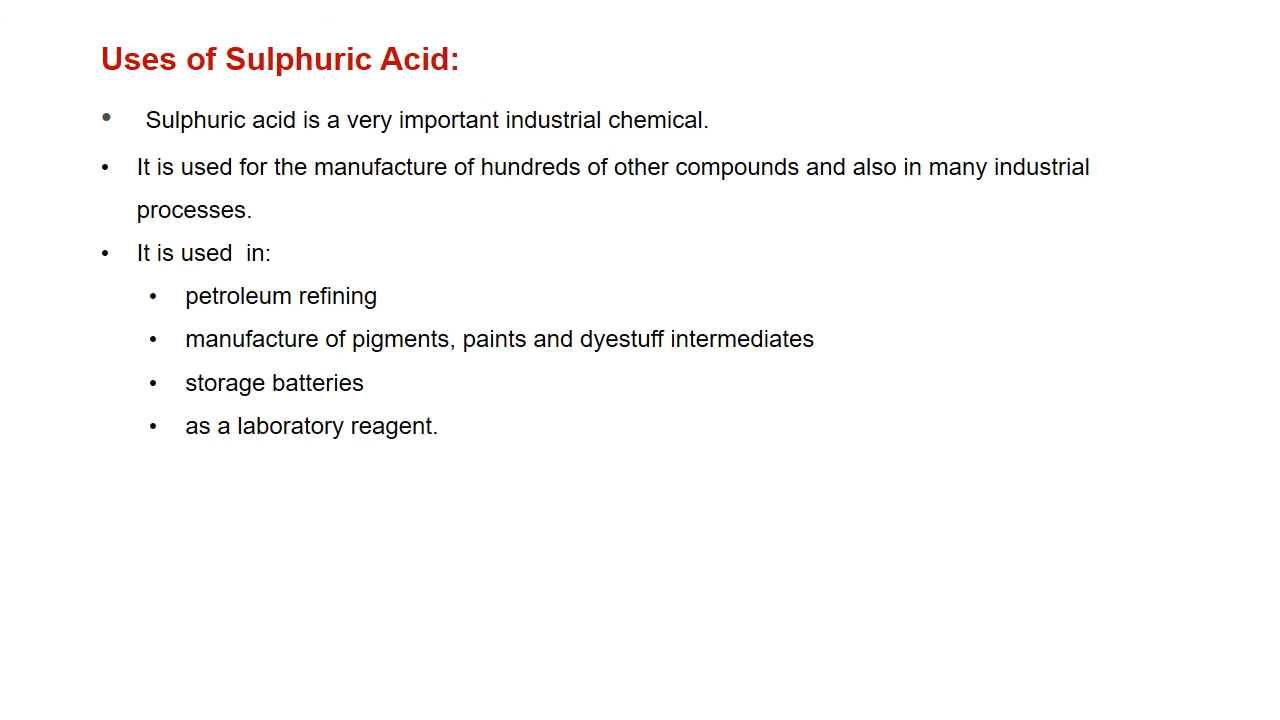 Uses of Sulphuric Acid:
• Sulphuric acid is a very important industrial chemical.
• It is used for the manufacture of hundreds of other compounds and also in many industrial
processes.
• It is used  in:
• petroleum refining
• manufacture of pigments, paints and dyestuff intermediates
• storage batteries
• as a laboratory reagent.